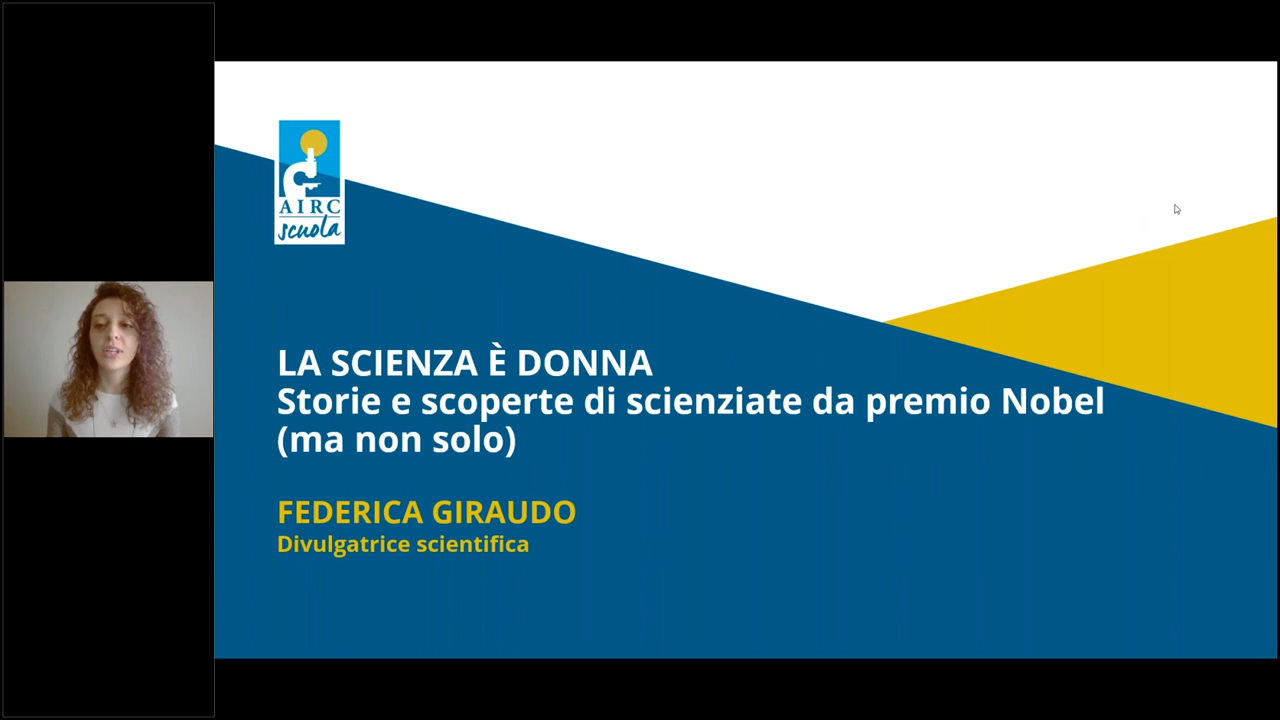 AIRC
scuola
LA SCIENZA È DONNA
Storie e scoperte di scienziate da premio Nobel
(ma non solo)
FEDERICA GIRAUDO
Divulgatrice scientifica